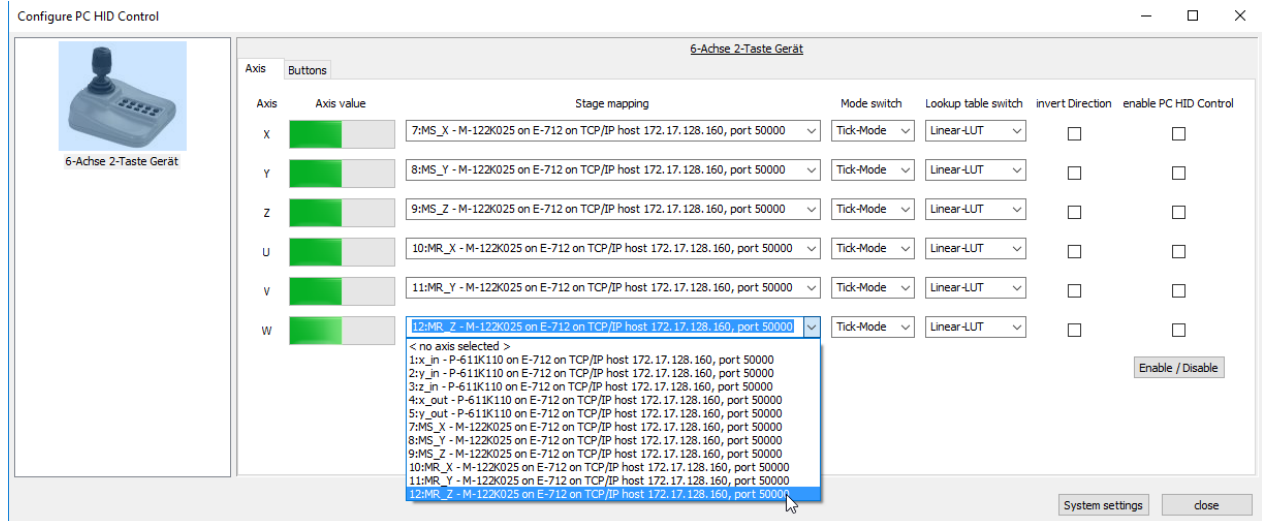 Configure PC HID Control
6-Achse 2-Taste Gerät
6-Achse 2-Taste Gerät
Axis Buttons
Axis Axis value Stage mapping Mode switch Lookup table switch invert Direction enable PC HID Control
X 7:MS_X - M-122K025 on E-712 on TCP/IP host 172.17.128.160, port 50000 Tick-Mode Linear-LUT
Y 8:MS_Y - M-122K025 on E-712 on TCP/IP host 172.17.128.160, port 50000 Tick-Mode Linear-LUT
Z 9:MS_Z - M-122K025 on E-712 on TCP/IP host 172.17.128.160, port 50000 Tick-Mode Linear-LUT
U 10:MR_X - M-122K025 on E-712 on TCP/IP host 172.17.128.160, port 50000 Tick-Mode Linear-LUT
V 11:MR_Y - M-122K025 on E-712 on TCP/IP host 172.17.128.160, port 50000 Tick-Mode Linear-LUT
W 12:MR_Z - M-122K025 on E-712 on TCP/IP host 172.17.128.160, port 50000 Tick-Mode Linear-LUT
< no axis selected >
1:x_in - P-611K110 on E-712 on TCP/IP host 172.17.128.160, port 50000
2:y_in - P-611K110 on E-712 on TCP/IP host 172.17.128.160, port 50000
3:z_in - P-611K110 on E-712 on TCP/IP host 172.17.128.160, port 50000
4:x_out - P-611K110 on E-712 on TCP/IP host 172.17.128.160, port 50000
5:y_out - P-611K110 on E-712 on TCP/IP host 172.17.128.160, port 50000
7:MS_X - M-122K025 on E-712 on TCP/IP host 172.17.128.160, port 50000
8:MS_Y - M-122K025 on E-712 on TCP/IP host 172.17.128.160, port 50000
9:MS_Z - M-122K025 on E-712 on TCP/IP host 172.17.128.160, port 50000
10:MR_X - M-122K025 on E-712 on TCP/IP host 172.17.128.160, port 50000
11:MR_Y - M-122K025 on E-712 on TCP/IP host 172.17.128.160, port 50000
12:MR_Z - M-122K025 on E-712 on TCP/IP host 172.17.128.160, port 50000
Enable / Disable
System settings close